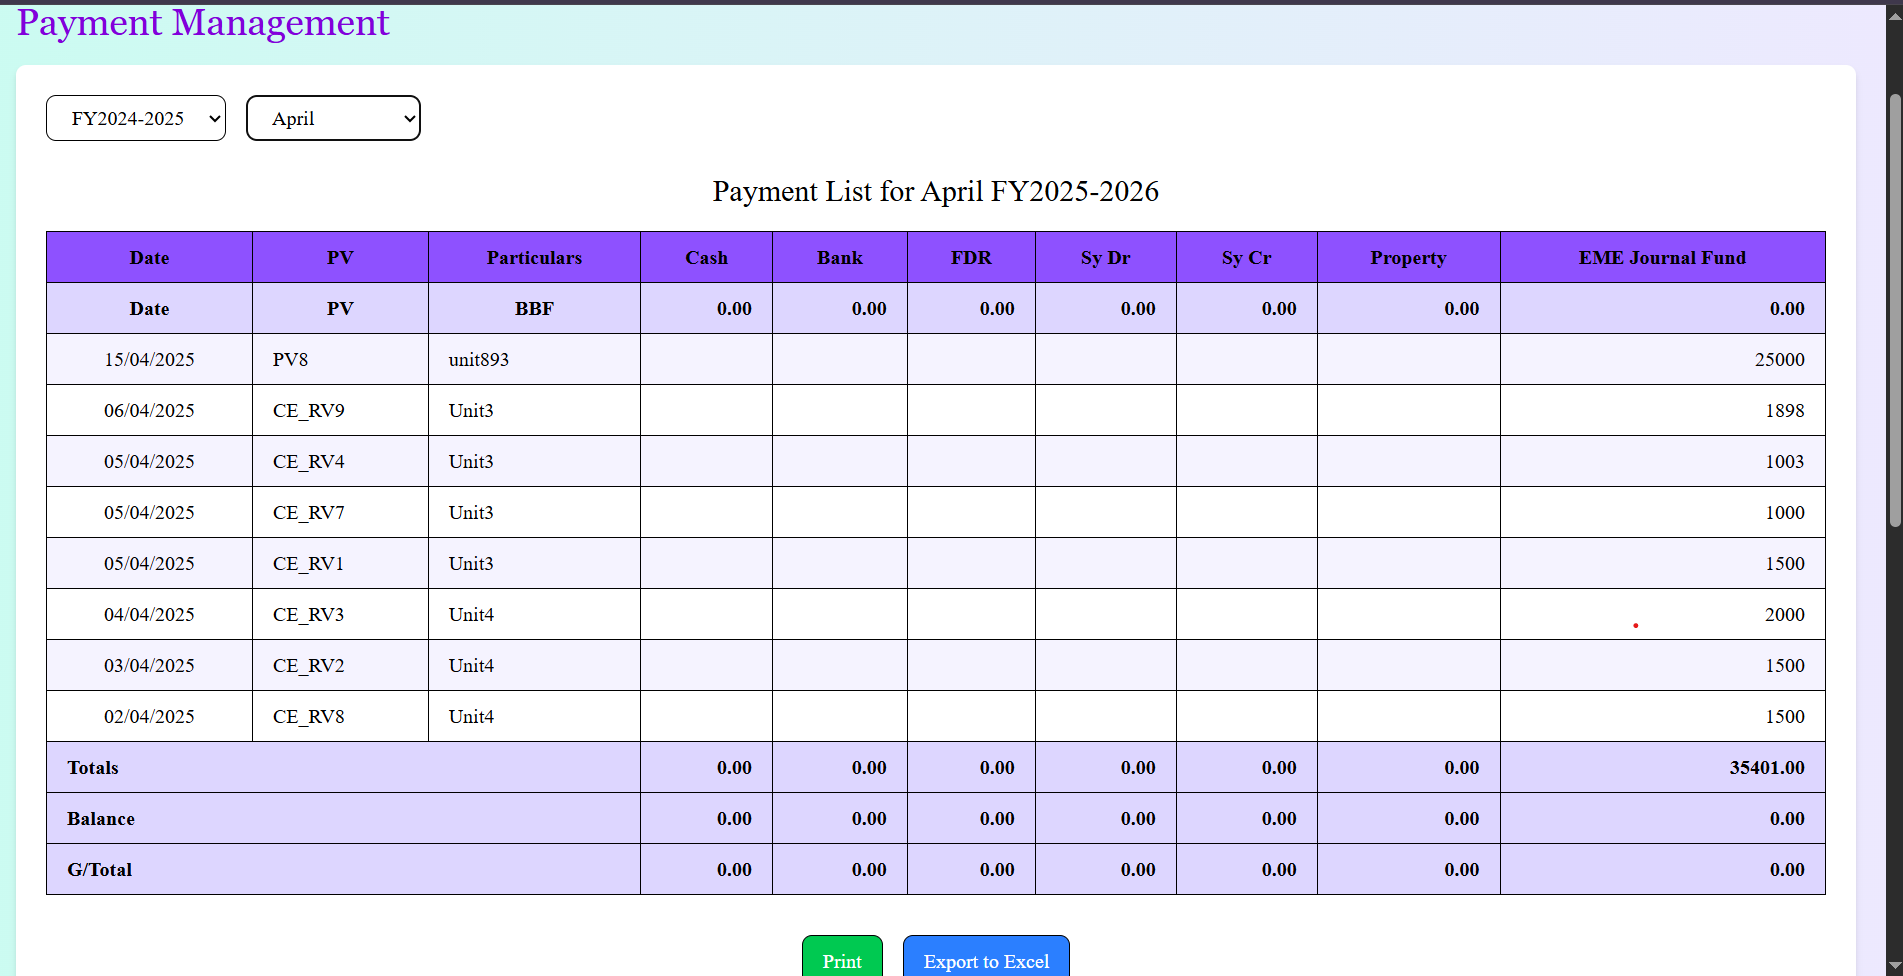 Payment Management
FY2024-2025 April
Payment List for April FY2025-2026
Date PV Particulars Cash Bank FDR Sy Dr Sy Cr Property EME Journal Fund
Date PV BBF 0.00 0.00 0.00 0.00 0.00 0.00 0.00
15/04/2025 PV8 unit893 25000
06/04/2025 CE_RV9 Unit3 1898
05/04/2025 CE_RV4 Unit3 1003
05/04/2025 CE_RV7 Unit3 1000
05/04/2025 CE_RV1 Unit3 1500
04/04/2025 CE_RV3 Unit4 2000
03/04/2025 CE_RV2 Unit4 1500
02/04/2025 CE_RV8 Unit4 1500
Totals 0.00 0.00 0.00 0.00 0.00 0.00 35401.00
Balance 0.00 0.00 0.00 0.00 0.00 0.00 0.00
G/Total 0.00 0.00 0.00 0.00 0.00 0.00 0.00
Print Export to Excel